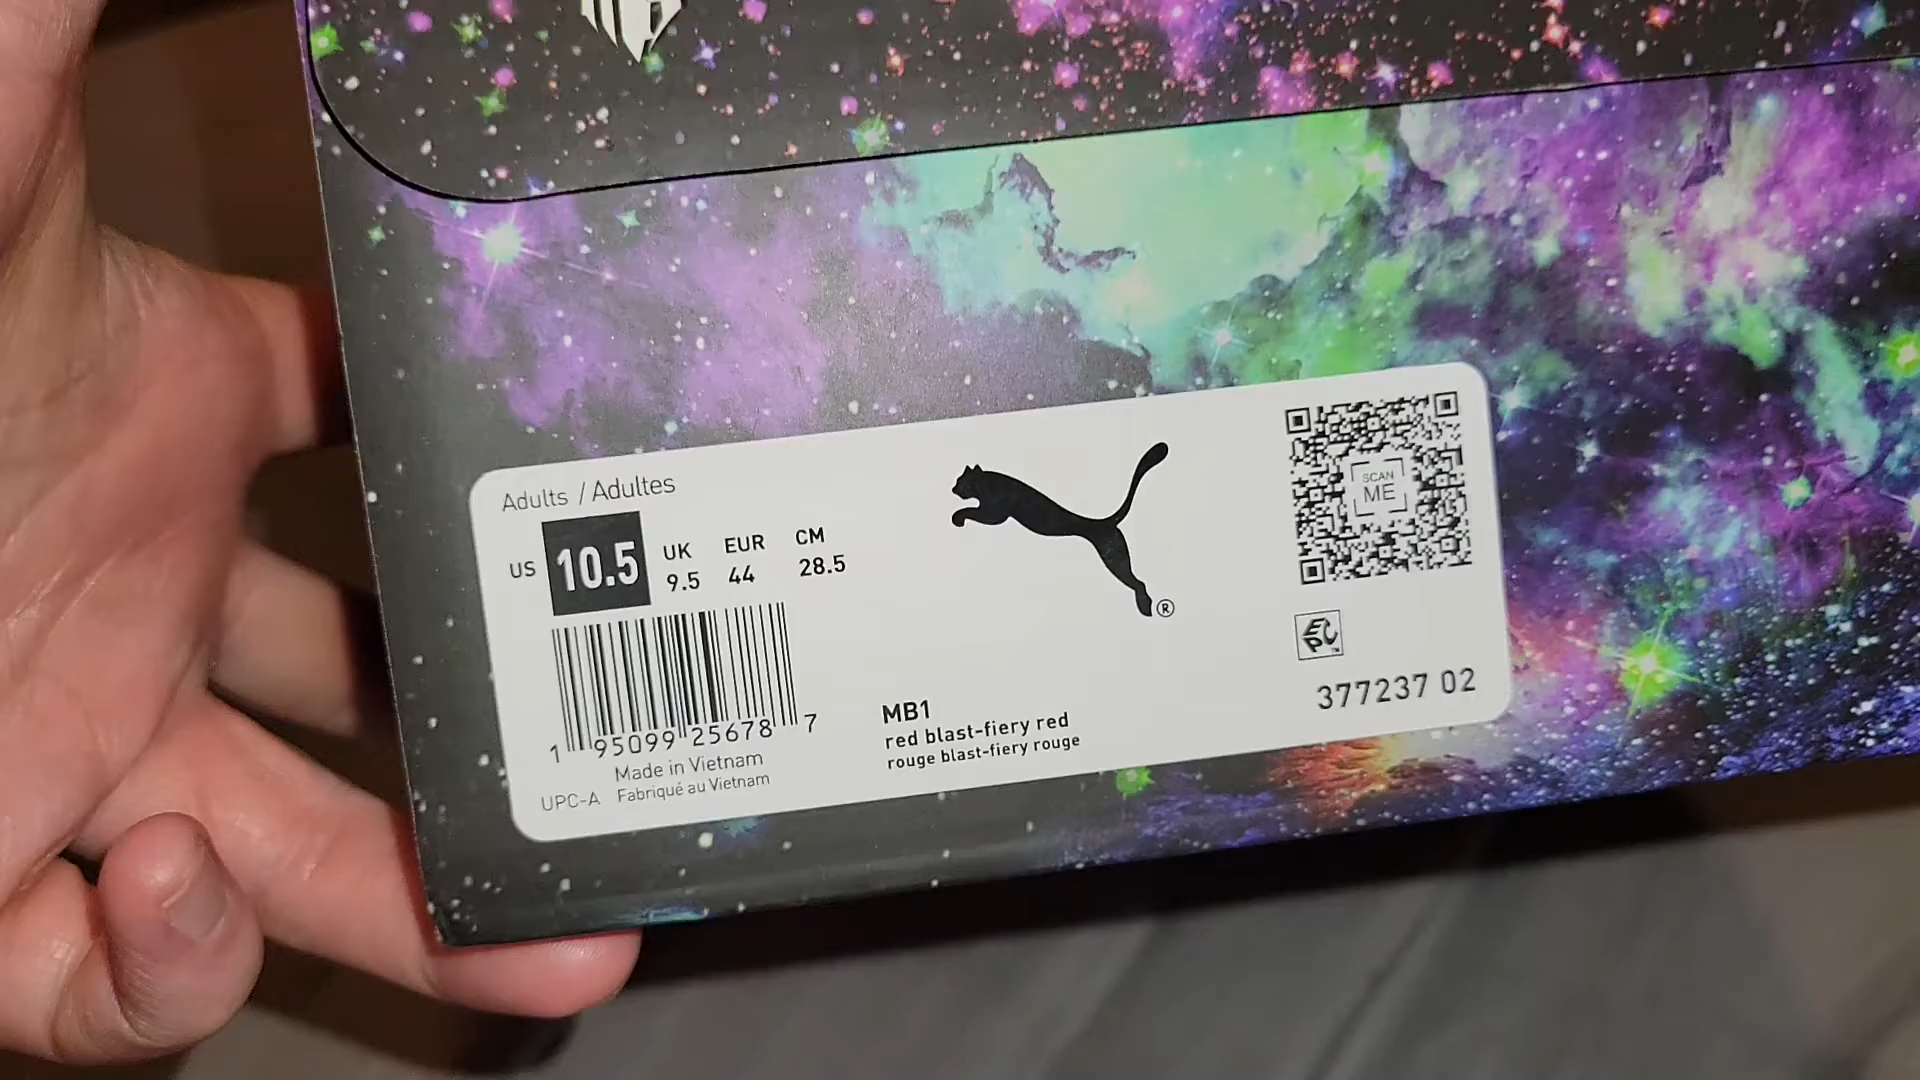 Adults / Adultes
US 10.5 UK 9.5 EUR 44 CM 28.5
SCAN ME
1 95099 25678 7
Made in Vietnam
UPC-A Fabriqué au Vietnam
®
MB1
red blast-fiery red
rouge blast-fiery rouge
EPC™
377237 02